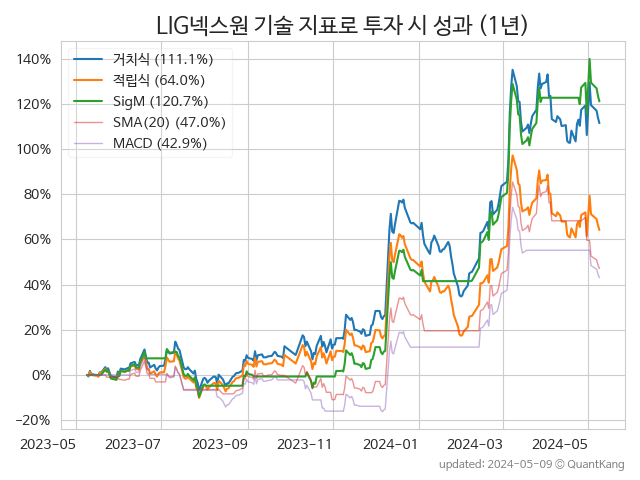 LIG넥스원 기술 지표로 투자 시 성과 (1년)
거치식 (111.1%)
적립식 (64.0%)
SigM (120.7%)
SMA(20) (47.0%)
MACD (42.9%)
140%
120%
100%
80%
60%
40%
20%
0%
−20%
2023-05 2023-07 2023-09 2023-11 2024-01 2024-03 2024-05
updated: 2024-05-09 © QuantKang